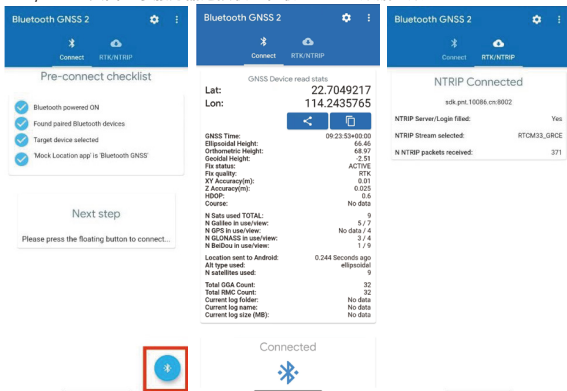 Bluetooth GNSS 2
Connect RTK/NTRIP
Pre-connect checklist
Bluetooth powered ON
Found paired Bluetooth devices
Target device selected
'Mock Location app' is 'Bluetooth GNSS'
Next step
Please press the floating button to connect...
Bluetooth GNSS 2
Connect RTK/NTRIP
GNSS Device read stats
Lat: 22.7049217
Lon: 114.2435765
GNSS Time: 09:23:53+00:00
Ellipsoidal Height: 66.46
Orthometric Height: 68.97
Geoidal Height: -2.51
Fix status: ACTIVE
Fix quality: RTK
XY Accuracy(m): 0.01
Z Accuracy(m): 0.025
HDOP: 0.6
Course: No data
N Sats used TOTAL: 9
N Galileo in use/view: 5 / 7
N GPS in use/view: No data / 4
N GLONASS in use/view: 3 / 4
N BeiDou in use/view: 1 / 9
Location sent to Android: 0.244 Seconds ago
Alt type used: ellipsoidal
N satellites used: 9
Total GGA Count: 32
Total RMC Count: 32
Current log folder: No data
Current log name: No data
Current log size (MB): No data
Connected
Bluetooth GNSS 2
Connect RTK/NTRIP
NTRIP Connected
sdk.pnt.10086.cn:8002
NTRIP Server/Login filled: Yes
NTRIP Stream selected: RTCM33_GRCE
N NTRIP packets received: 371